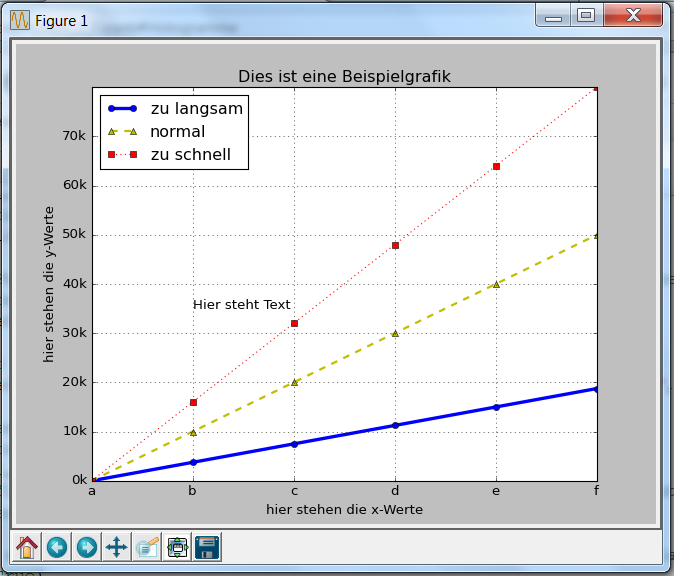 Figure 1
Dies ist eine Beispielgrafik
zu langsam
normal
zu schnell
hier stehen die y-Werte
70k
60k
50k
40k
30k
20k
10k
0k
Hier steht Text
a b c d e f
hier stehen die x-Werte